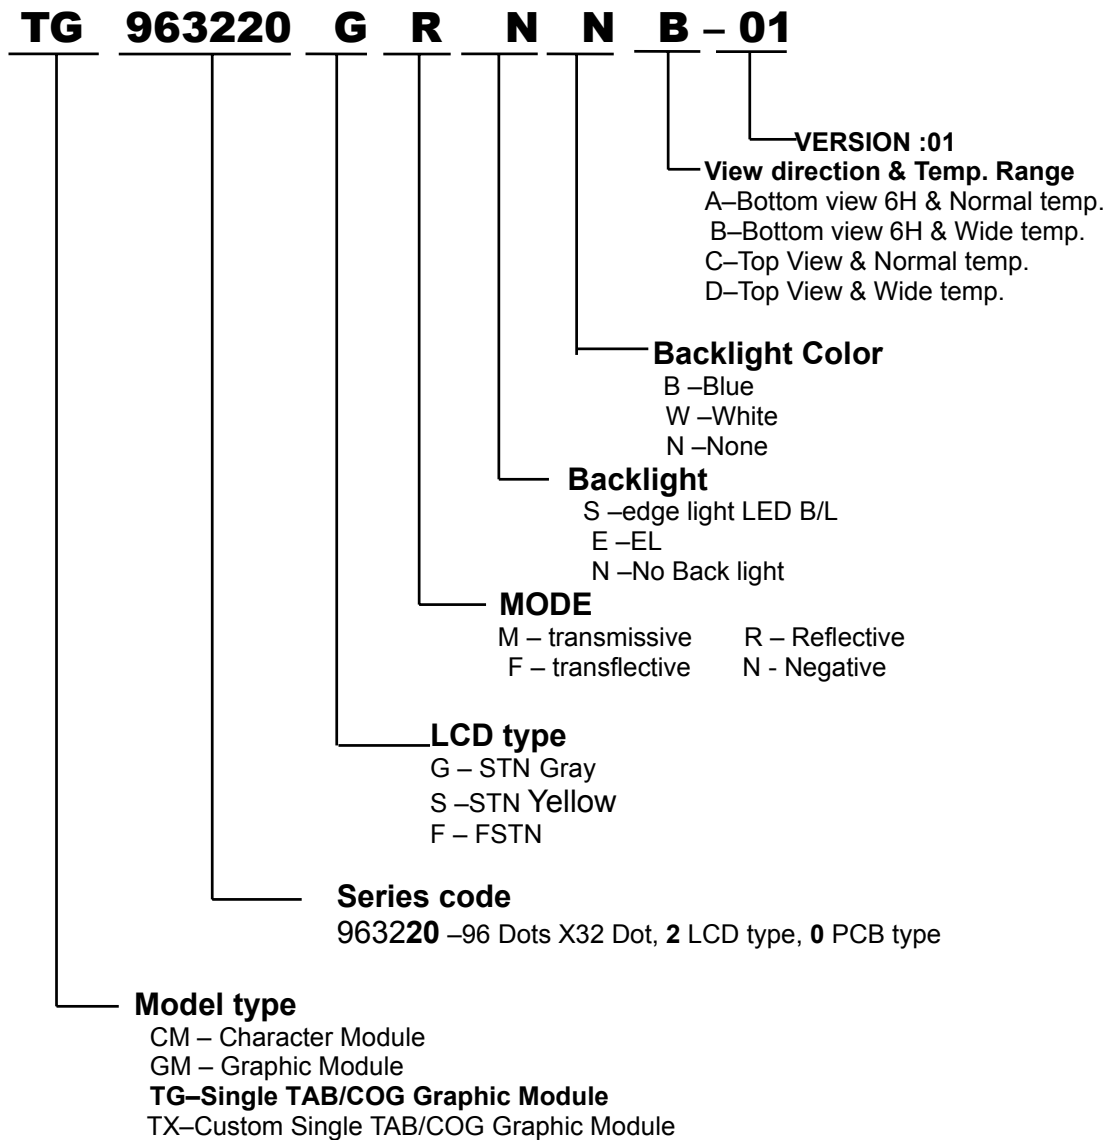 TG 963220 G R N N B – 01
VERSION :01
View direction & Temp. Range
A–Bottom view 6H & Normal temp.
B–Bottom view 6H & Wide temp.
C–Top View & Normal temp.
D–Top View & Wide temp.
Backlight Color
B –Blue
W –White
N –None
Backlight
S –edge light LED B/L
E –EL
N –No Back light
MODE
M – transmissive R – Reflective
F – transflective N - Negative
LCD type
G – STN Gray
S –STN Yellow
F – FSTN
Series code
963220 –96 Dots X32 Dot, 2 LCD type, 0 PCB type
Model type
CM – Character Module
GM – Graphic Module
TG–Single TAB/COG Graphic Module
TX–Custom Single TAB/COG Graphic Module